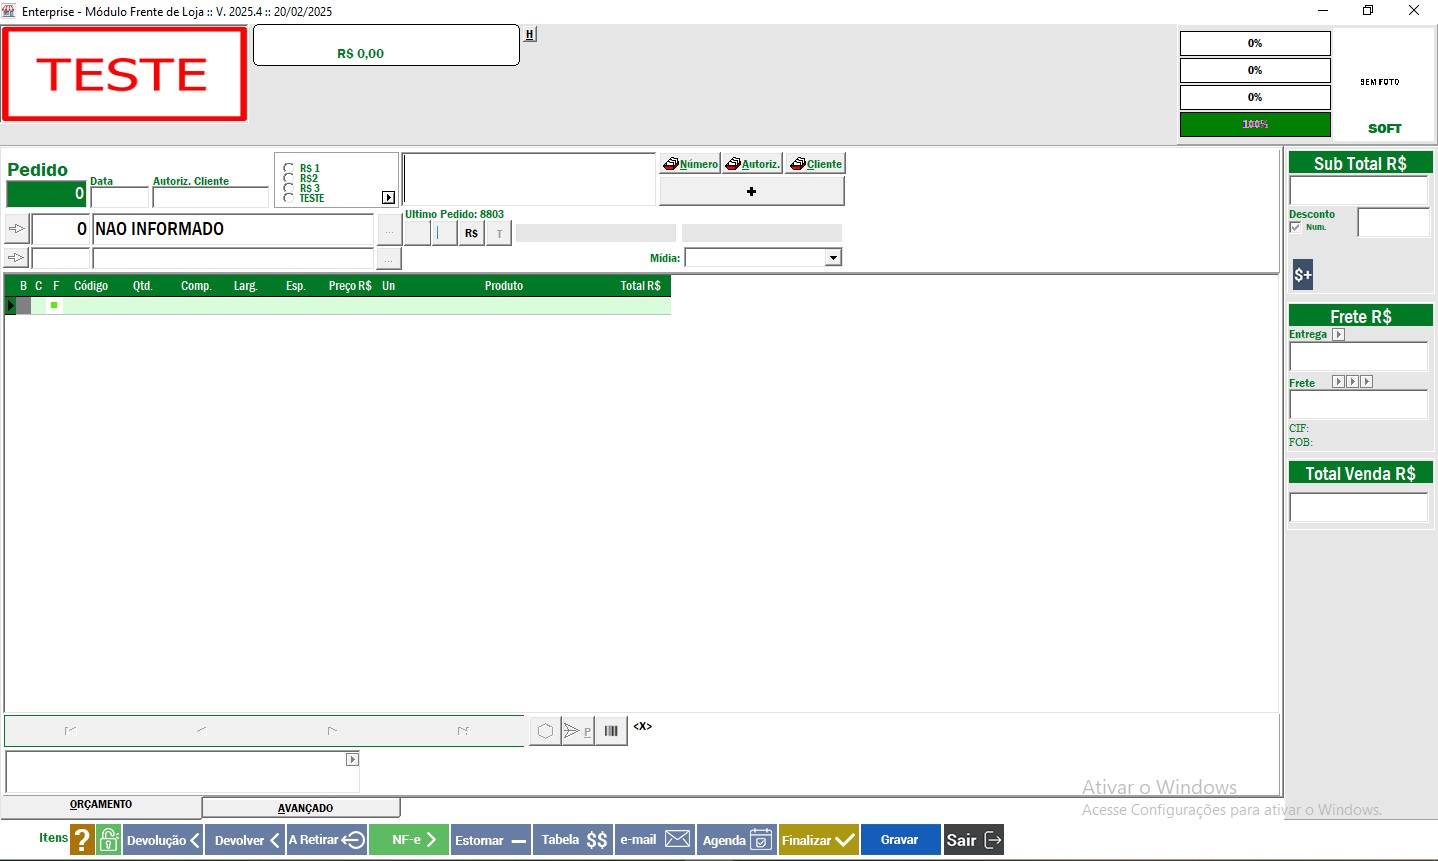 Enterprise - Módulo Frente de Loja :: V. 2025.4 :: 20/02/2025
TESTE
R$ 0,00
H
0%
0%
0%
100%
SEM FOTO
SOFT
Pedido
0
Data
Autoriz. Cliente
R$ 1
R$2
R$ 3
TESTE
Número
Autoriz.
Cliente
+
0 NAO INFORMADO
...
Ultimo Pedido: 8803
R$
T
...
Mídia:
B C F Código Qtd. Comp. Larg. Esp. Preço R$ Un Produto Total R$
Sub Total R$
Desconto
Num.
$+
Frete R$
Entrega
Frete
CIF:
FOB:
Total Venda R$
P
<X>
ORÇAMENTO
AVANÇADO
Ativar o Windows
Acesse Configurações para ativar o Windows.
Itens ? Devolução Devolver A Retirar NF-e Estornar Tabela $$ e-mail Agenda Finalizar Gravar Sair